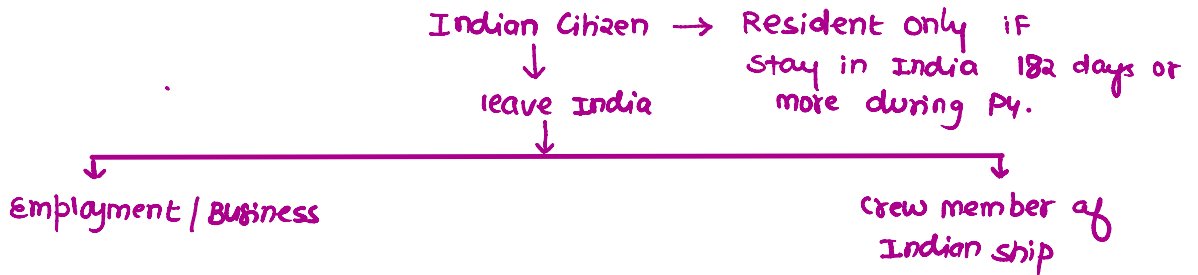 Indian Citizen → Resident only if
stay in India 182 days or
leave India more during PY.
Employment / Business
Crew member of
Indian ship